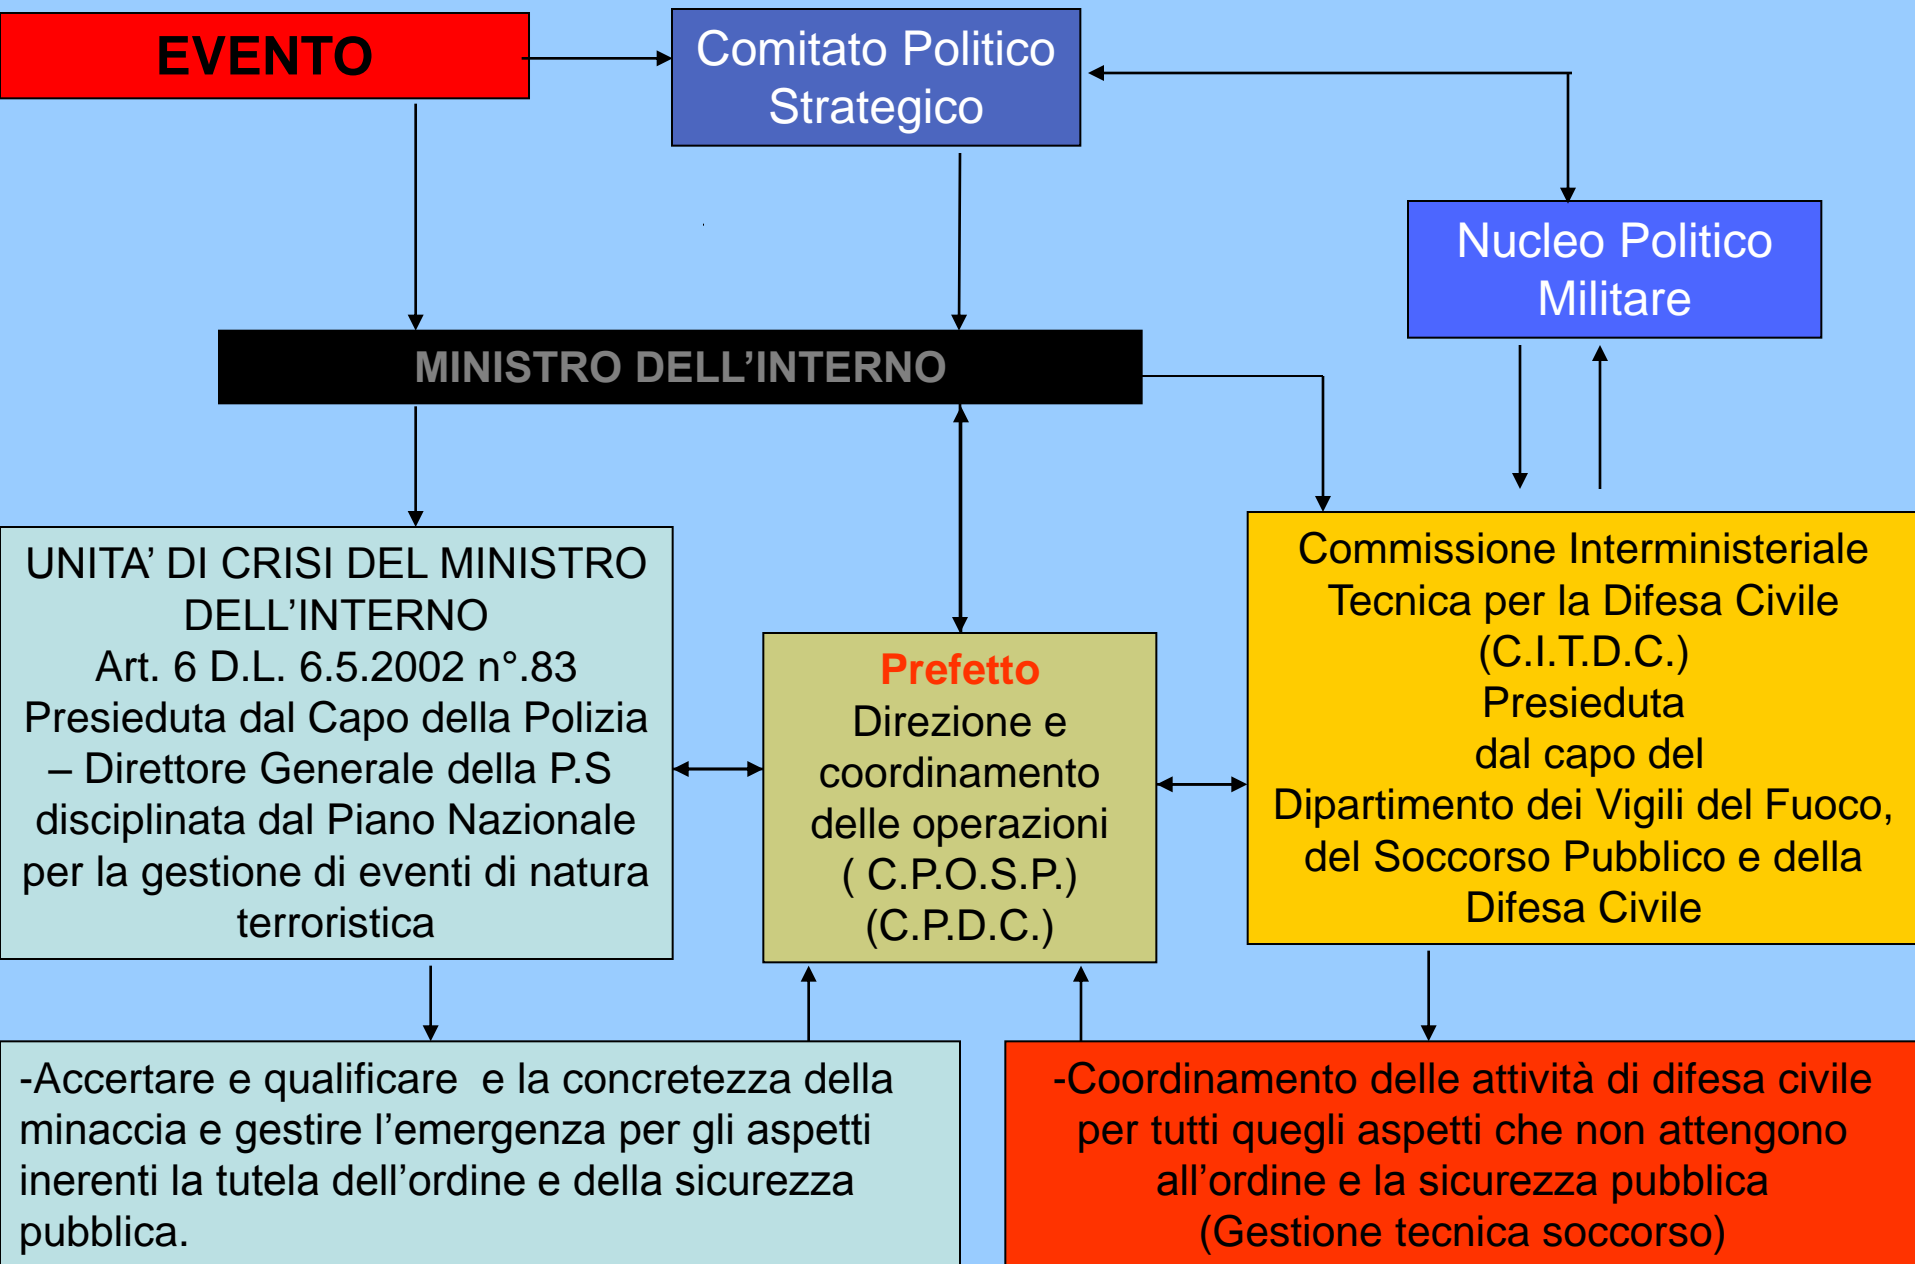 EVENTO
Comitato Politico
Strategico
Nucleo Politico
Militare
MINISTRO DELL’INTERNO
UNITA’ DI CRISI DEL MINISTRO
DELL’INTERNO
Art. 6 D.L. 6.5.2002 n°.83
Presieduta dal Capo della Polizia
– Direttore Generale della P.S
disciplinata dal Piano Nazionale
per la gestione di eventi di natura
terroristica
Prefetto
Direzione e
coordinamento
delle operazioni
( C.P.O.S.P.)
(C.P.D.C.)
Commissione Interministeriale
Tecnica per la Difesa Civile
(C.I.T.D.C.)
Presieduta
dal capo del
Dipartimento dei Vigili del Fuoco,
del Soccorso Pubblico e della
Difesa Civile
-Accertare e qualificare  e la concretezza della
minaccia e gestire l’emergenza per gli aspetti
inerenti la tutela dell’ordine e della sicurezza
pubblica.
-Coordinamento delle attività di difesa civile
per tutti quegli aspetti che non attengono
all’ordine e la sicurezza pubblica
(Gestione tecnica soccorso)